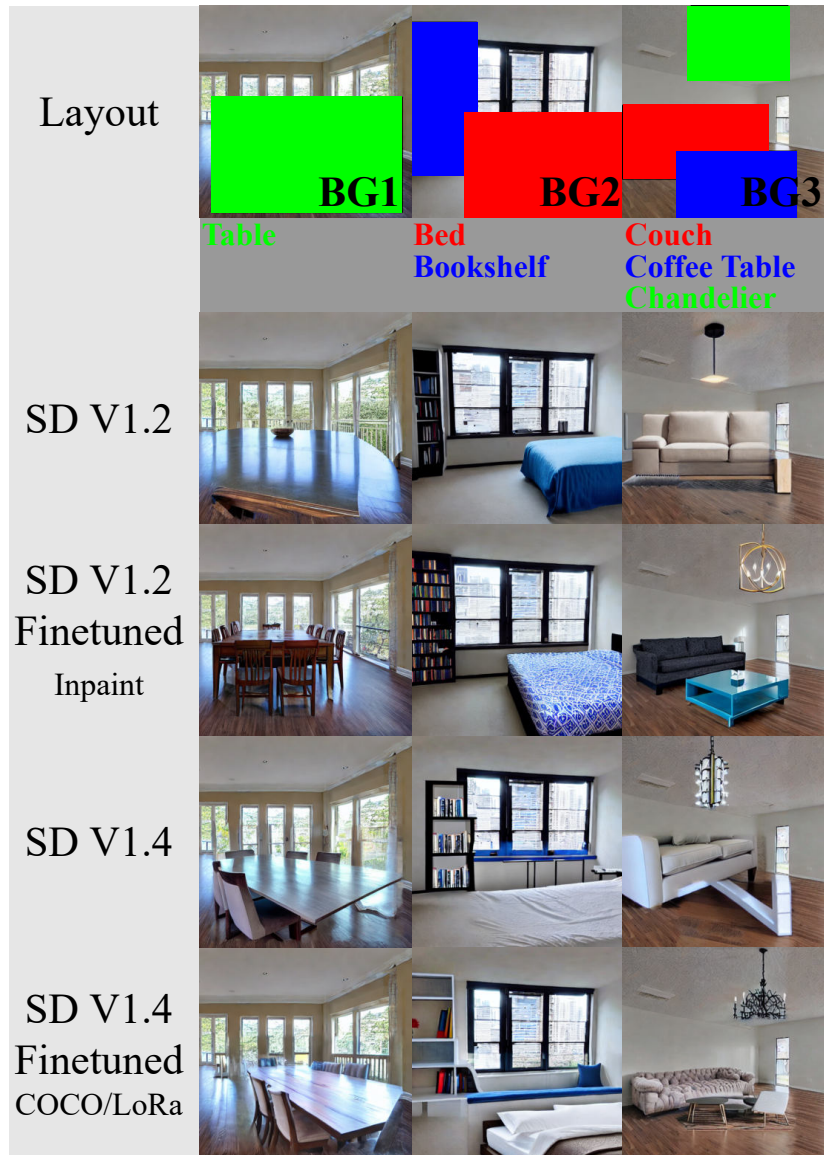 Layout
BG1
BG2
BG3
Table
Bed
Bookshelf
Couch
Coffee Table
Chandelier
SD V1.2
SD V1.2
Finetuned
Inpaint
SD V1.4
SD V1.4
Finetuned
COCO/LoRa